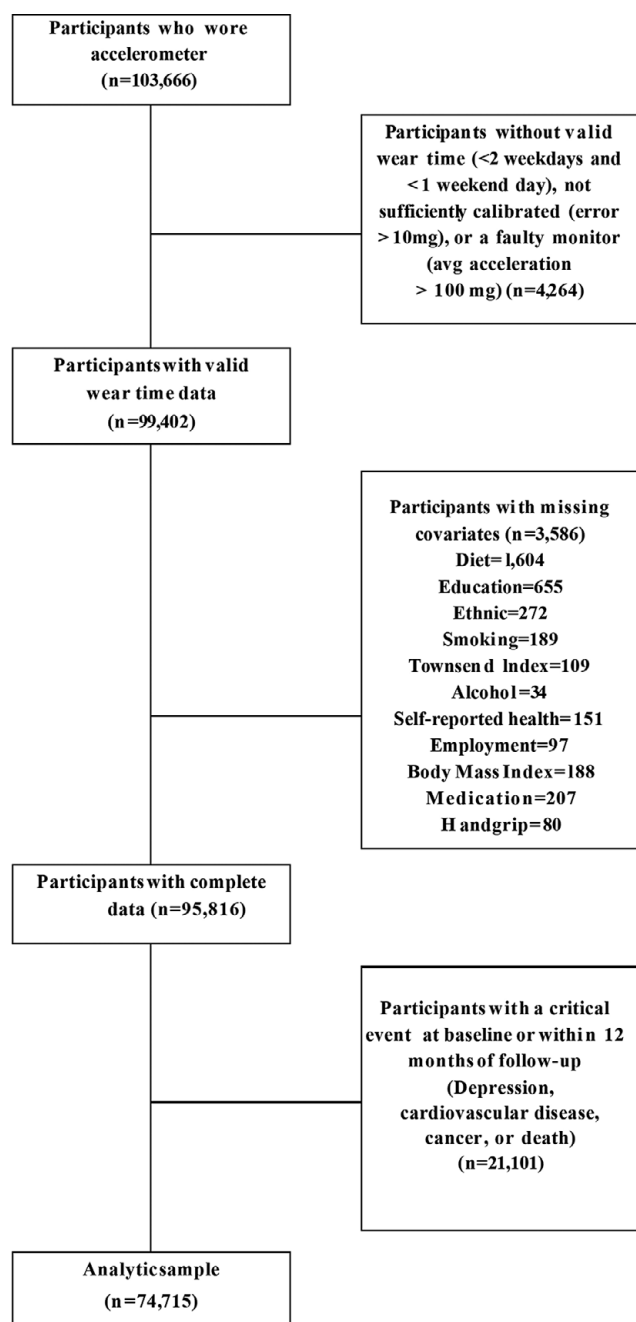 Participants who wore
accelerometer
(n=103,666)
Participants without valid
wear time (<2 weekdays and
<1 weekend day), not
sufficiently calibrated (error
>10mg), or a faulty monitor
(avg acceleration
> 100 mg) (n=4,264)
Participants with valid
wear time data
(n=99,402)
Participants with missing
covariates (n=3,586)
Diet=1,604
Education=655
Ethnic=272
Smoking=189
Townsend Index=109
Alcohol=34
Self-reported health=151
Employment=97
Body Mass Index=188
Medication=207
Handgrip=80
Participants with complete
data (n=95,816)
Participants with a critical
event at baseline or within 12
months of follow-up
(Depression,
cardiovascular disease,
cancer, or death)
(n=21,101)
Analytic sample
(n=74,715)